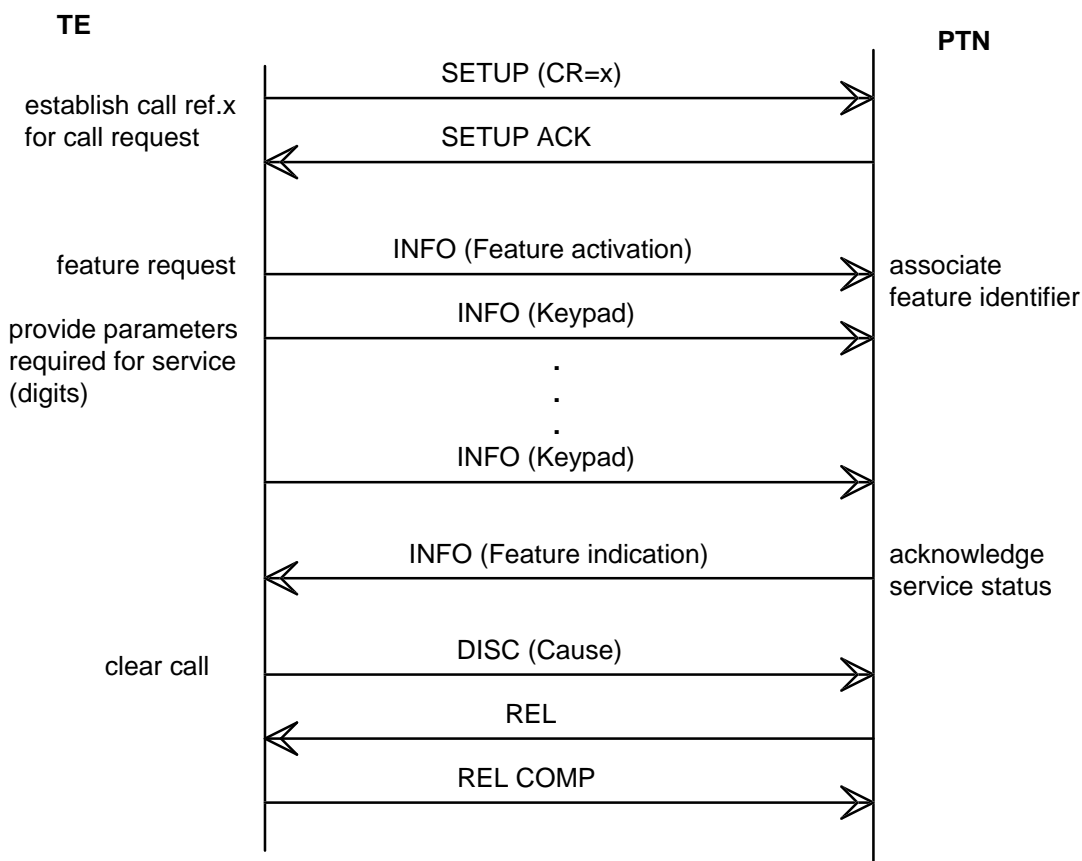 TE
PTN
SETUP (CR=x)
establish call ref.x
for call request
SETUP ACK
INFO (Feature activation)
feature request
associate
feature identifier
INFO (Keypad)
provide parameters
required for service
(digits)
.
.
.
INFO (Keypad)
INFO (Feature indication)
acknowledge
service status
DISC (Cause)
clear call
REL
REL COMP